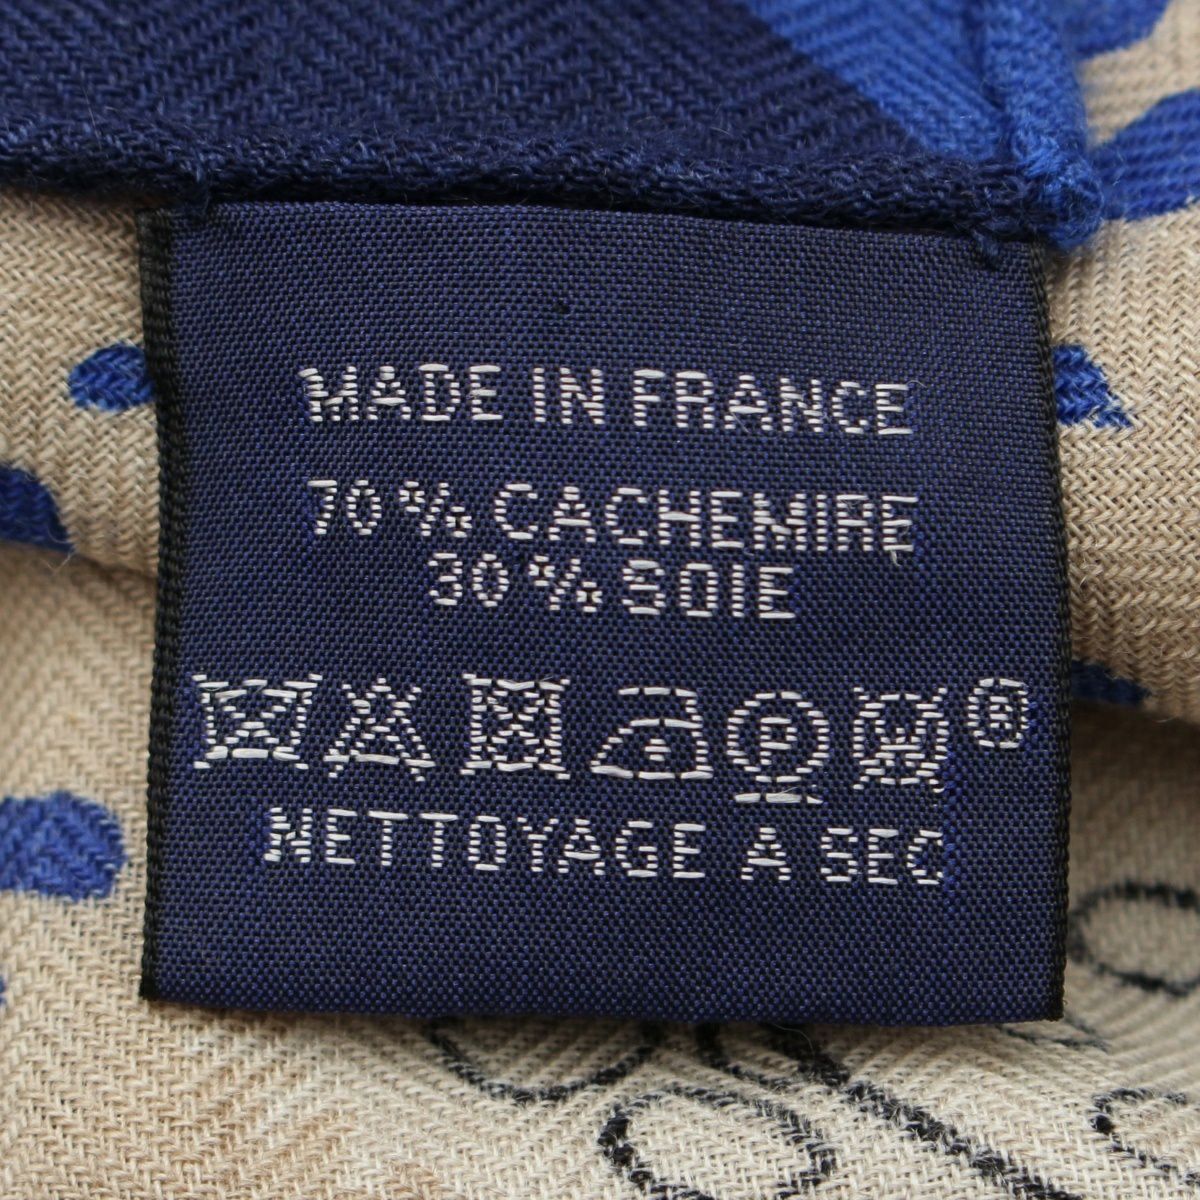 MADE IN FRANCE
70 % CACHEMIRE
30 % SOIE
P W ®
NETTOYAGE A SEC